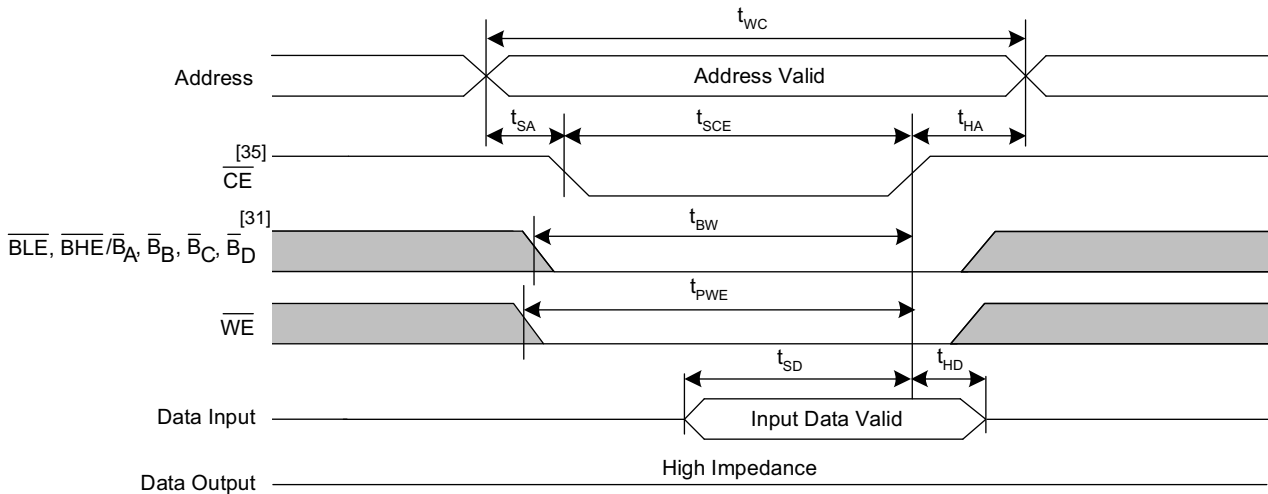 tWC
Address
Address Valid
tSA
tSCE
tHA
[35]
CE
[31]
tBW
BLE, BHE/BA, BB, BC, BD
tPWE
WE
tSD
tHD
Data Input
Input Data Valid
High Impedance
Data Output